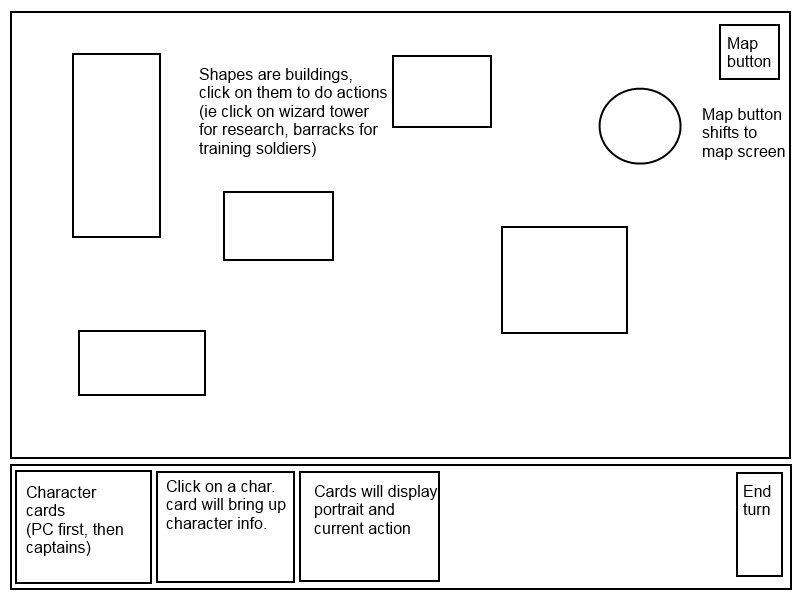 Map
button
Shapes are buildings,
click on them to do actions
(ie click on wizard tower
for research, barracks for
training soldiers)
Map button
shifts to
map screen
Character
cards
(PC first, then
captains)
Click on a char.
card will bring up
character info.
Cards will display
portrait and
current action
End
turn